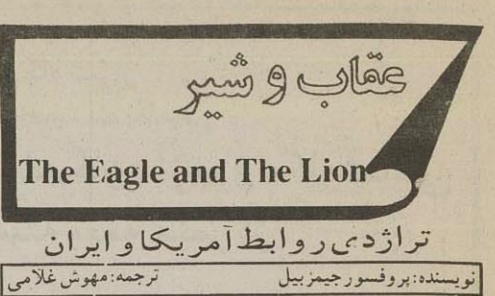 عقاب و شیر
The Eagle and The Lion
تراژدی روابط آمریکا و ایران
نویسنده: پروفسور جیمز بیل ترجمه: مهوش غلامی